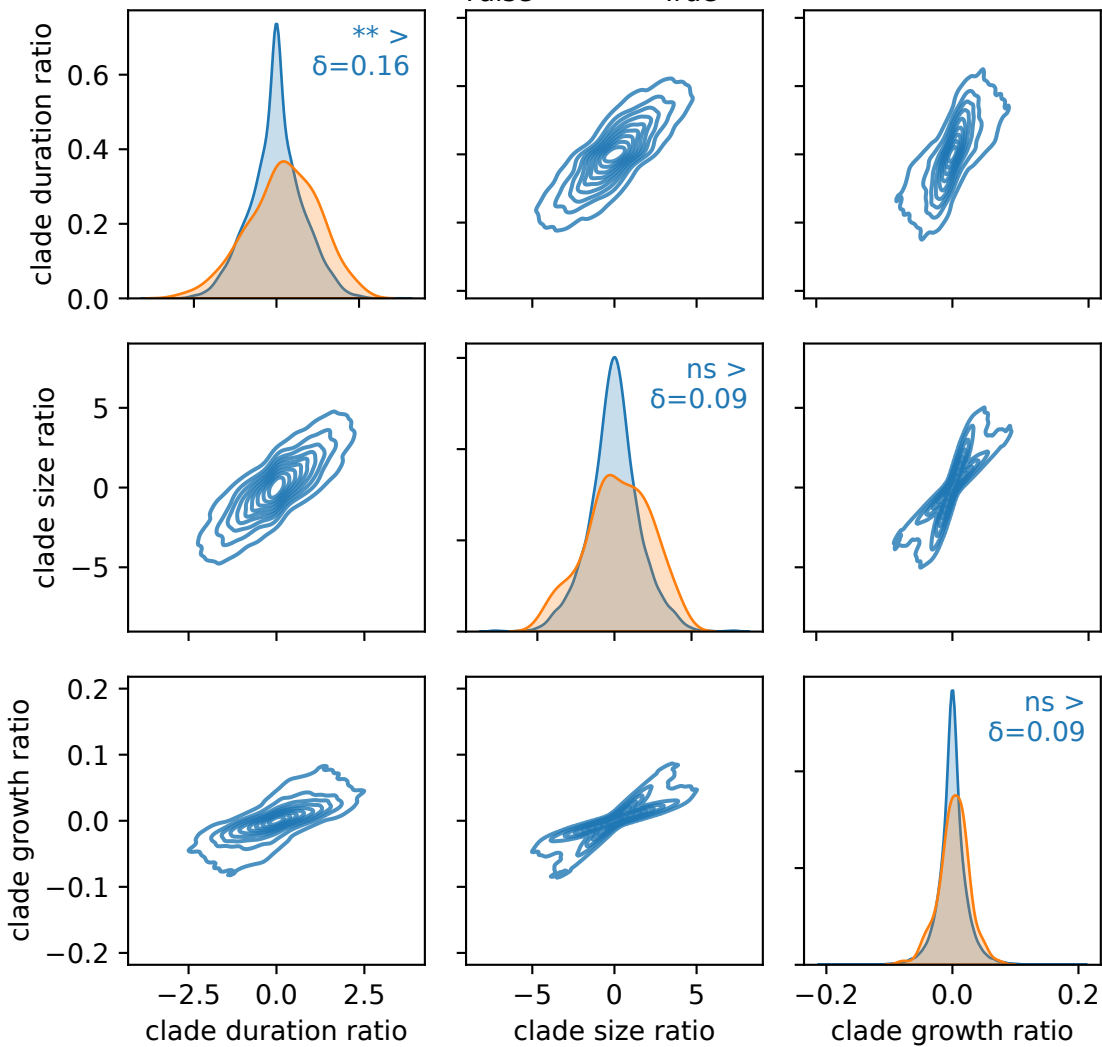 clade duration ratio
0.6
0.4
0.2
0.0
** >
δ=0.16
clade size ratio
5
0
−5
ns >
δ=0.09
clade growth ratio
0.2
0.1
0.0
−0.1
−0.2
ns >
δ=0.09
−2.5 0.0 2.5
−5 0 5
−0.2 0.0 0.2
clade duration ratio
clade size ratio
clade growth ratio